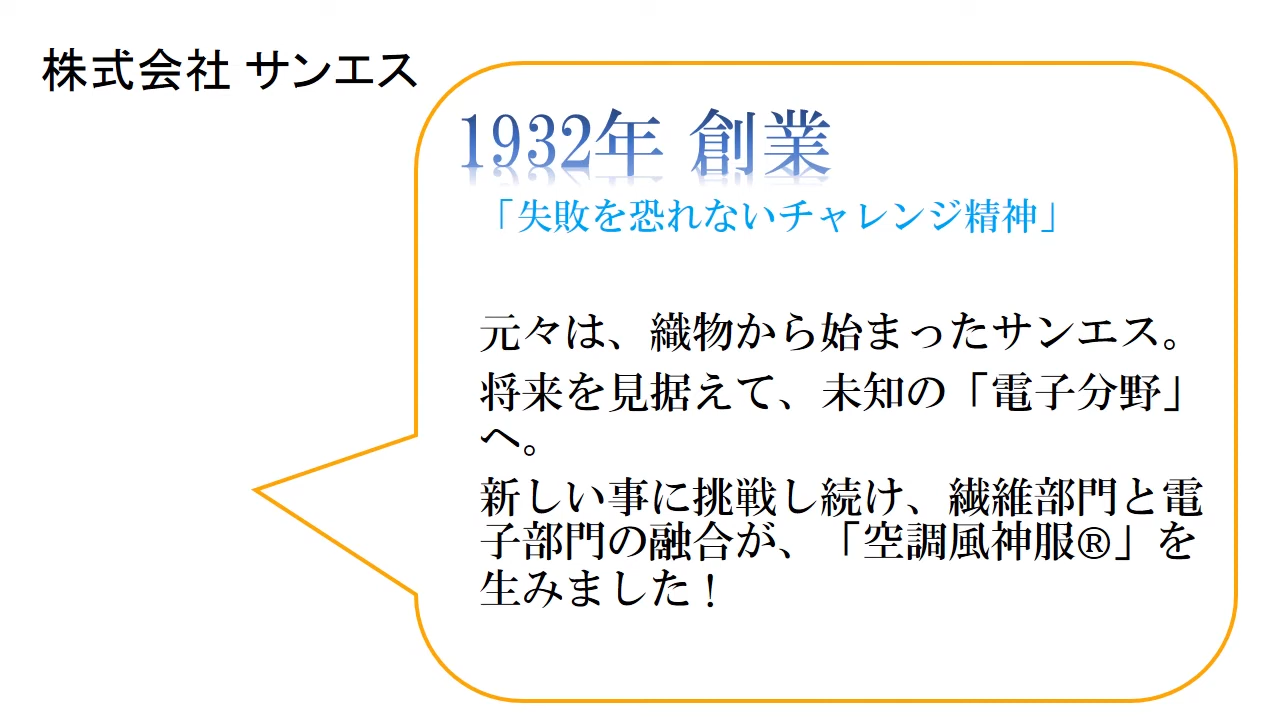 株式会社 サンエス
1932年 創業
「失敗を恐れないチャレンジ精神」
元々は、織物から始まったサンエス。
将来を見据えて、未知の「電子分野」
へ。
新しい事に挑戦し続け、繊維部門と電
子部門の融合が、「空調風神服®」を
生みました！